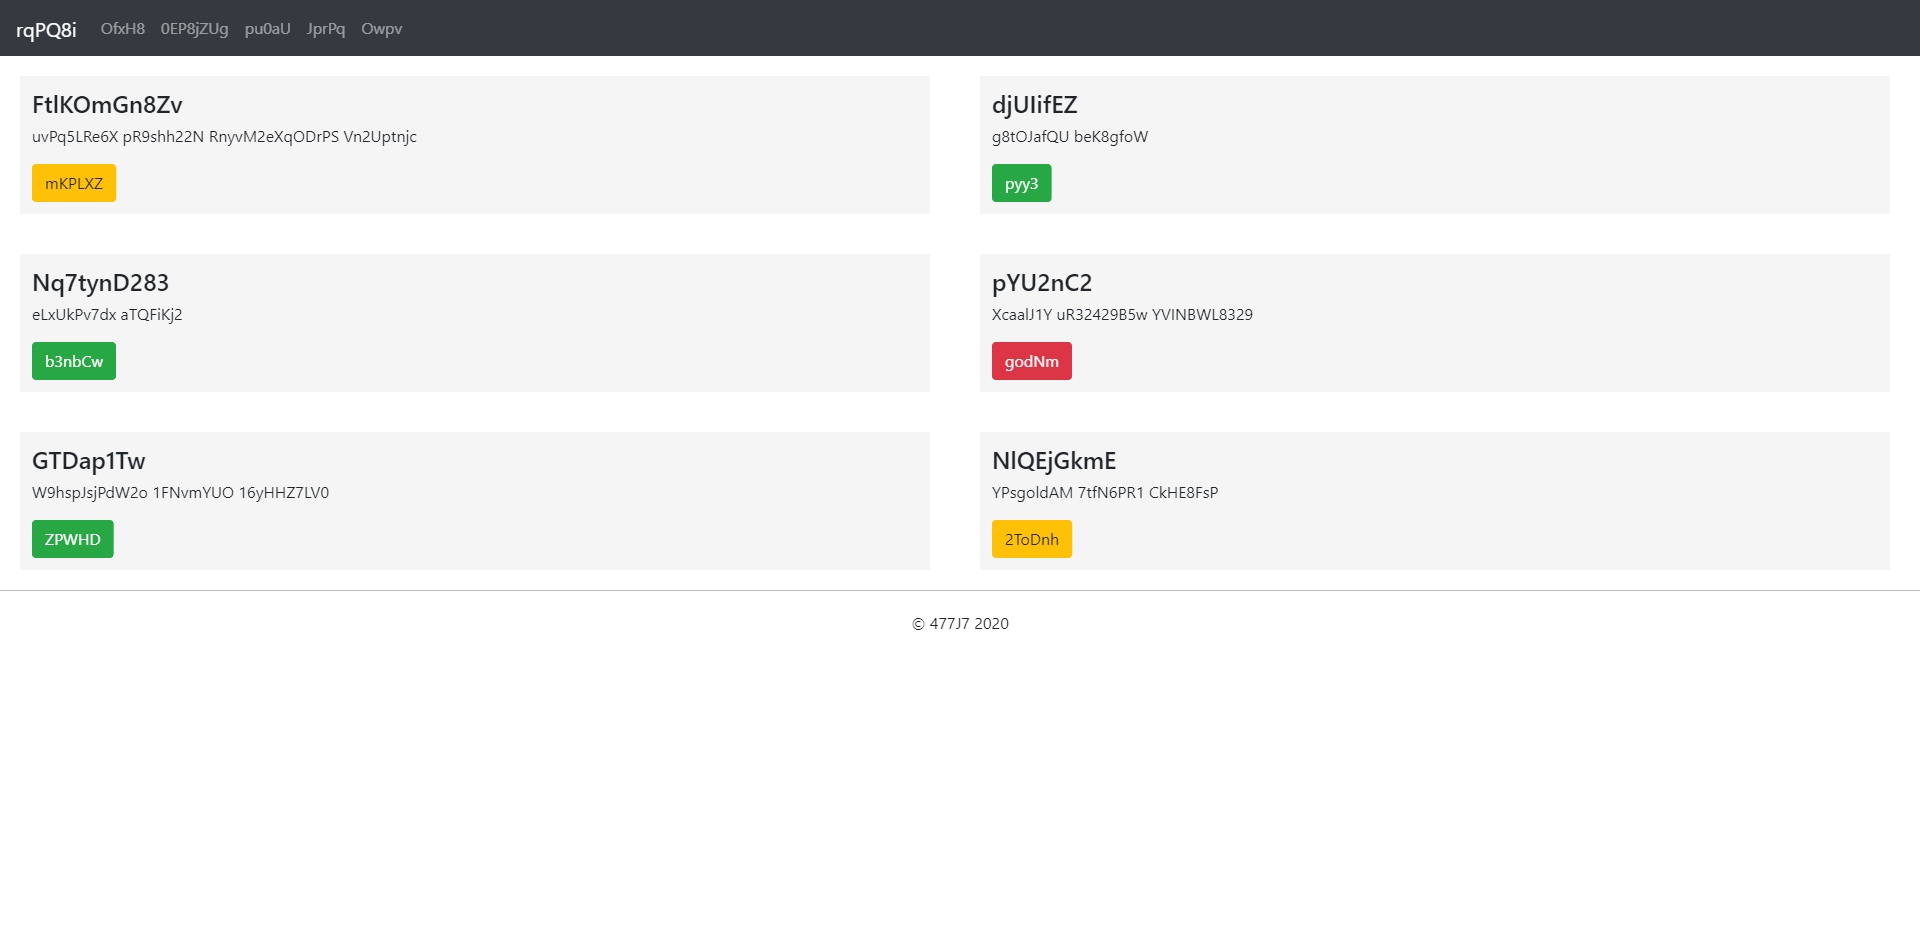 rqPQ8i OfxH8 0EP8jZUg pu0aU JprPq Owpv
FtlKOmGn8Zv
uvPq5LRe6X pR9shh22N RnyvM2eXqODrPS Vn2Uptnjc
mKPLXZ
djUIifEZ
g8tOJafQU beK8gfoW
pyy3
Nq7tynD283
eLxUkPv7dx aTQFiKj2
b3nbCw
pYU2nC2
XcaalJ1Y uR32429B5w YVINBWL8329
godNm
GTDap1Tw
W9hspJsjPdW2o 1FNvmYUO 16yHHZ7LV0
ZPWHD
NlQEjGkmE
YPsgoldAM 7tfN6PR1 CkHE8FsP
2ToDnh
© 477J7 2020